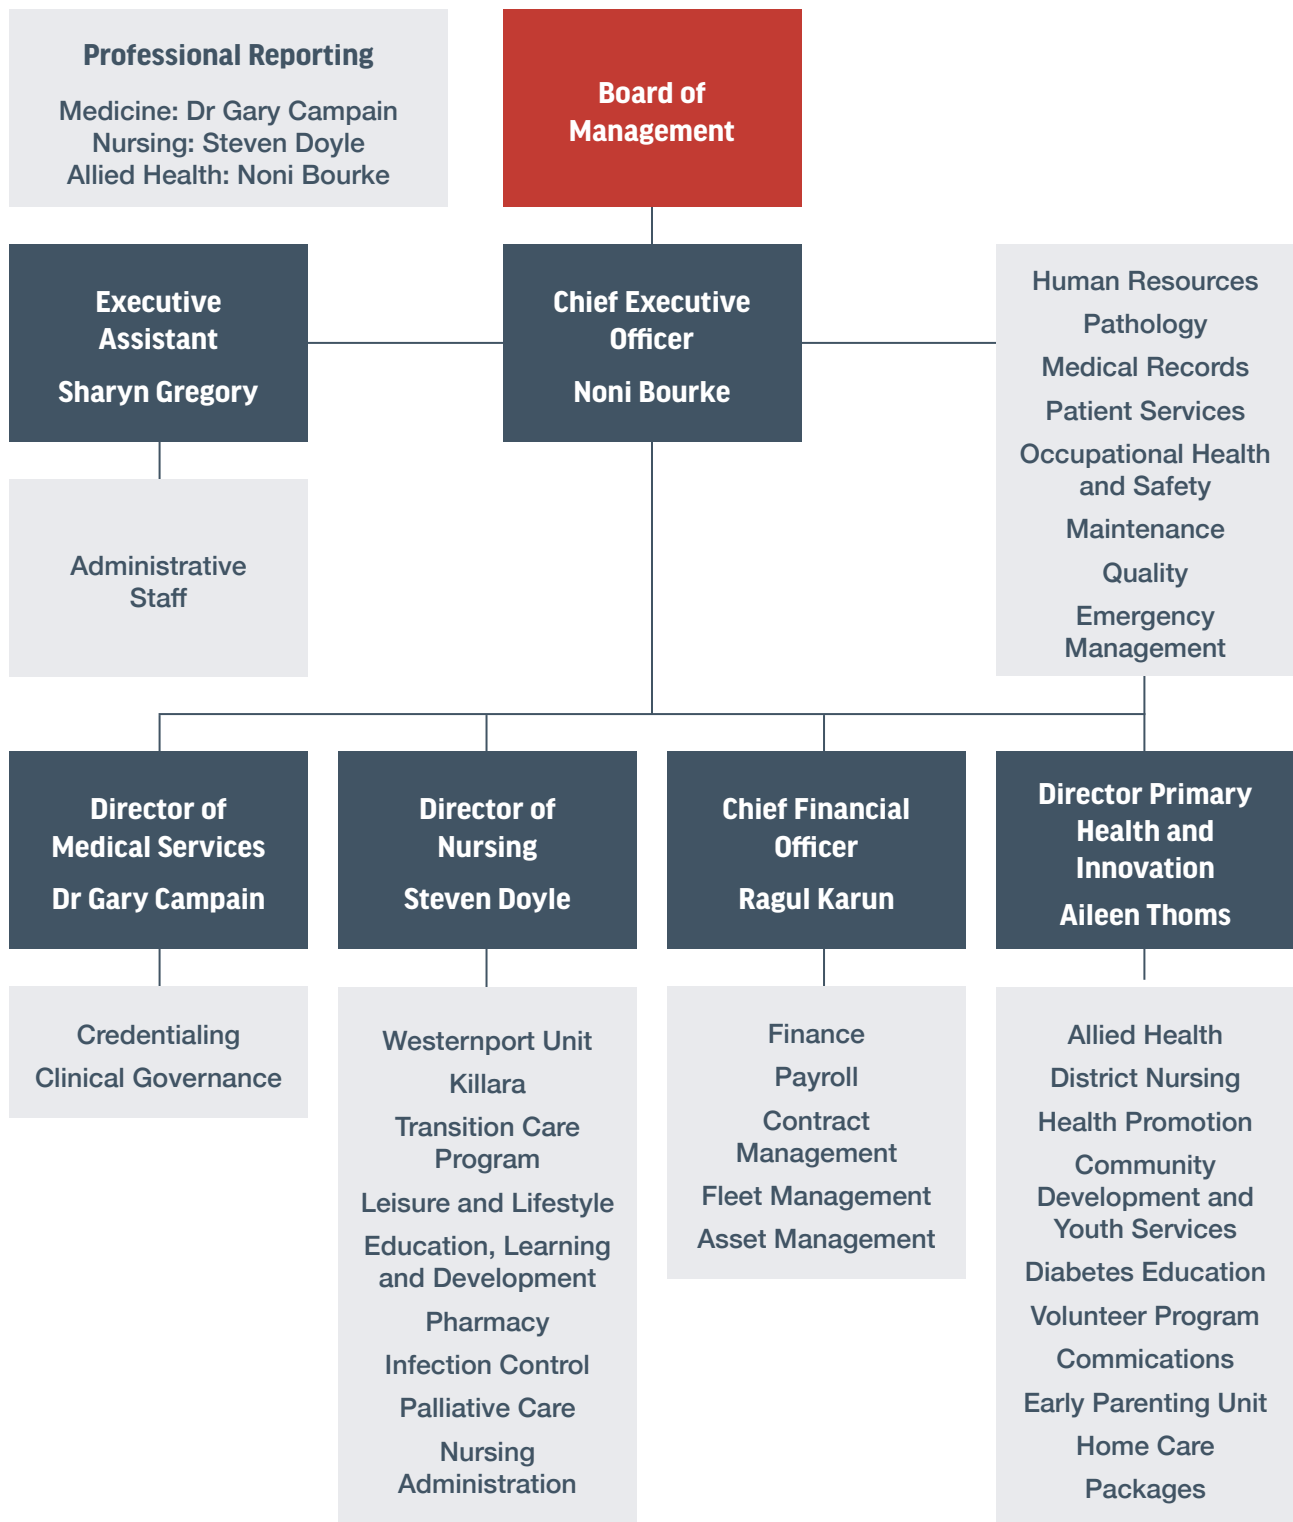 Professional Reporting
Medicine: Dr Gary Campain
Nursing: Steven Doyle
Allied Health: Noni Bourke
Board of
Management
Executive
Assistant
Sharyn Gregory
Chief Executive
Officer
Noni Bourke
Human Resources
Pathology
Medical Records
Patient Services
Occupational Health
and Safety
Maintenance
Quality
Emergency
Management
Administrative
Staff
Director of
Medical Services
Dr Gary Campain
Director of
Nursing
Steven Doyle
Chief Financial
Officer
Ragul Karun
Director Primary
Health and
Innovation
Aileen Thoms
Credentialing
Clinical Governance
Westernport Unit
Killara
Transition Care
Program
Leisure and Lifestyle
Education, Learning
and Development
Pharmacy
Infection Control
Palliative Care
Nursing
Administration
Finance
Payroll
Contract
Management
Fleet Management
Asset Management
Allied Health
District Nursing
Health Promotion
Community
Development and
Youth Services
Diabetes Education
Volunteer Program
Commications
Early Parenting Unit
Home Care
Packages